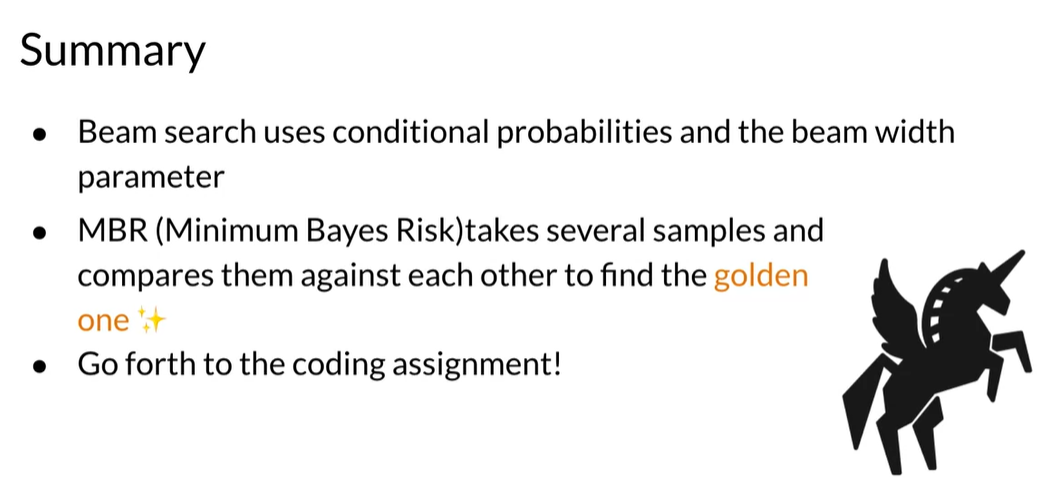 Summary
● Beam search uses conditional probabilities and the beam width
parameter
● MBR (Minimum Bayes Risk)takes several samples and
compares them against each other to find the golden
one ✨
● Go forth to the coding assignment!